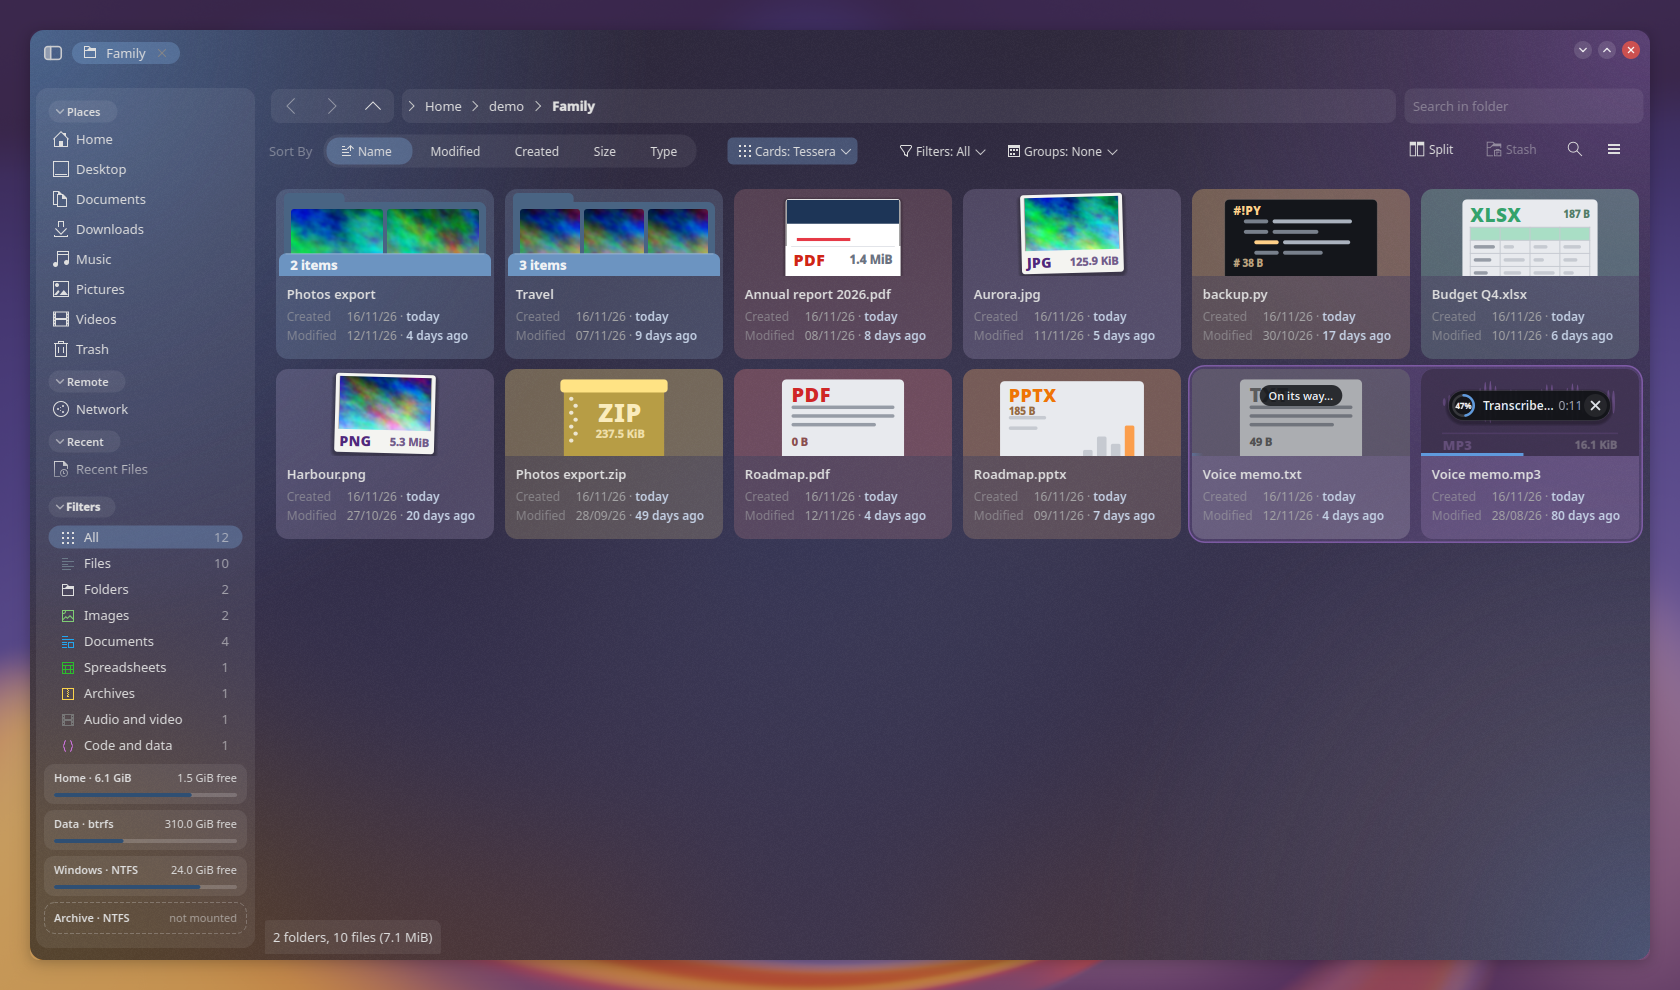 Family
Places
Home
Desktop
Documents
Downloads
Music
Pictures
Videos
Trash
Remote
Network
Recent
Recent Files
Filters
All 12
Files 10
Folders 2
Images 2
Documents 4
Spreadsheets 1
Archives 1
Audio and video 1
Code and data 1
Home · 6.1 GiB 1.5 GiB free
Data · btrfs 310.0 GiB free
Windows · NTFS 24.0 GiB free
Archive · NTFS not mounted
Home demo Family
Search in folder
Sort By Name Modified Created Size Type
Cards: Tessera
Filters: All
Groups: None
Split
Stash
2 items
Photos export
Created 16/11/26 · today
Modified 12/11/26 · 4 days ago
3 items
Travel
Created 16/11/26 · today
Modified 07/11/26 · 9 days ago
PDF 1.4 MiB
Annual report 2026.pdf
Created 16/11/26 · today
Modified 08/11/26 · 8 days ago
JPG 125.9 KiB
Aurora.jpg
Created 16/11/26 · today
Modified 11/11/26 · 5 days ago
#!PY
# 38 B
backup.py
Created 16/11/26 · today
Modified 30/10/26 · 17 days ago
XLSX 187 B
Budget Q4.xlsx
Created 16/11/26 · today
Modified 10/11/26 · 6 days ago
PNG 5.3 MiB
Harbour.png
Created 16/11/26 · today
Modified 27/10/26 · 20 days ago
ZIP
237.5 KiB
Photos export.zip
Created 16/11/26 · today
Modified 28/09/26 · 49 days ago
PDF
0 B
Roadmap.pdf
Created 16/11/26 · today
Modified 12/11/26 · 4 days ago
PPTX
185 B
Roadmap.pptx
Created 16/11/26 · today
Modified 09/11/26 · 7 days ago
On its way...
49 B
Voice memo.txt
Created 16/11/26 · today
Modified 12/11/26 · 4 days ago
47% Transcribe... 0:11
MP3 16.1 KiB
Voice memo.mp3
Created 16/11/26 · today
Modified 28/08/26 · 80 days ago
2 folders, 10 files (7.1 MiB)